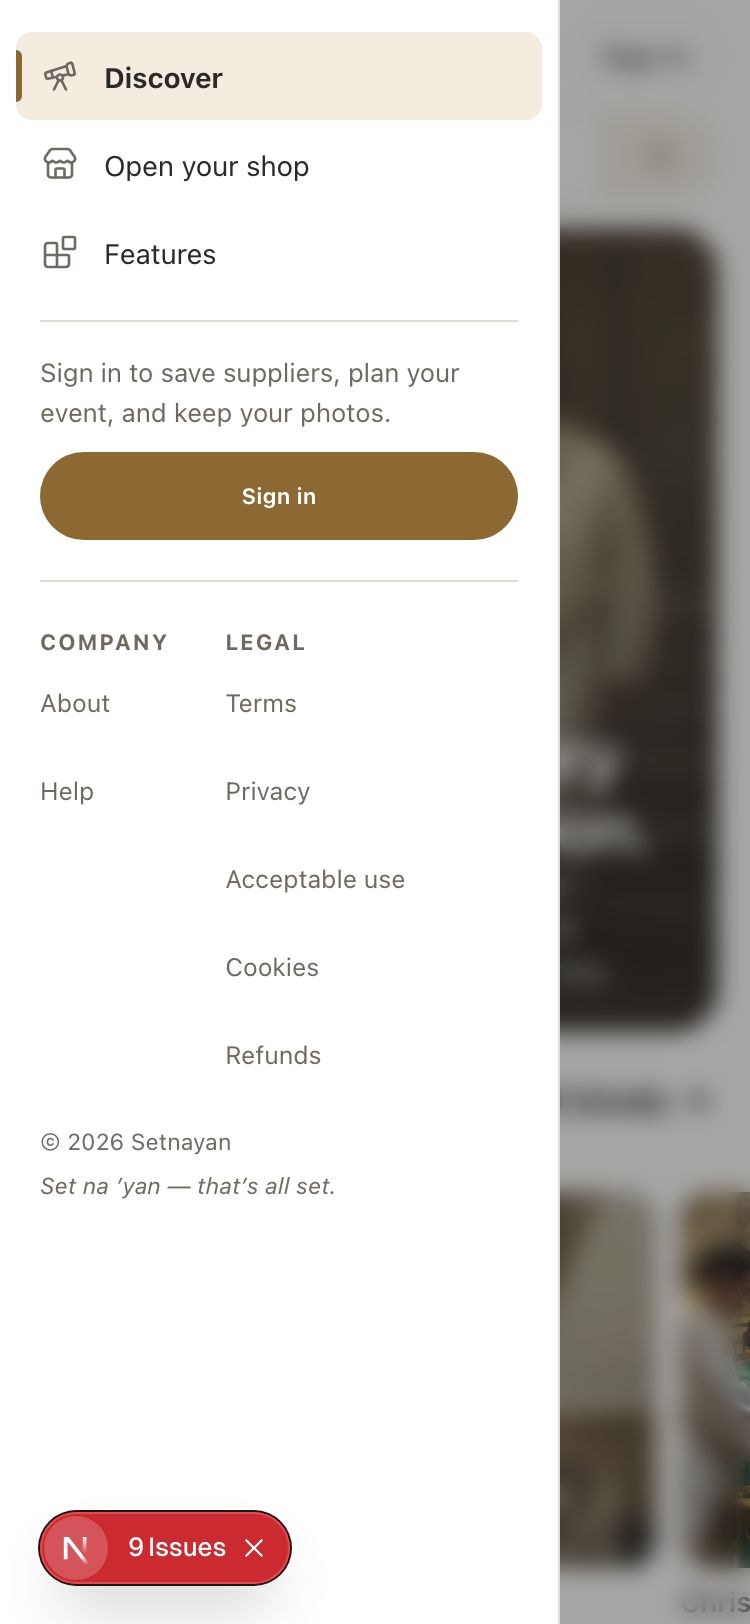 Discover
Open your shop
Features
Sign in to save suppliers, plan your
event, and keep your photos.
Sign in
COMPANY
LEGAL
About
Terms
Help
Privacy
Acceptable use
Cookies
Refunds
© 2026 Setnayan
Set na ’yan — that’s all set.
N
9 Issues